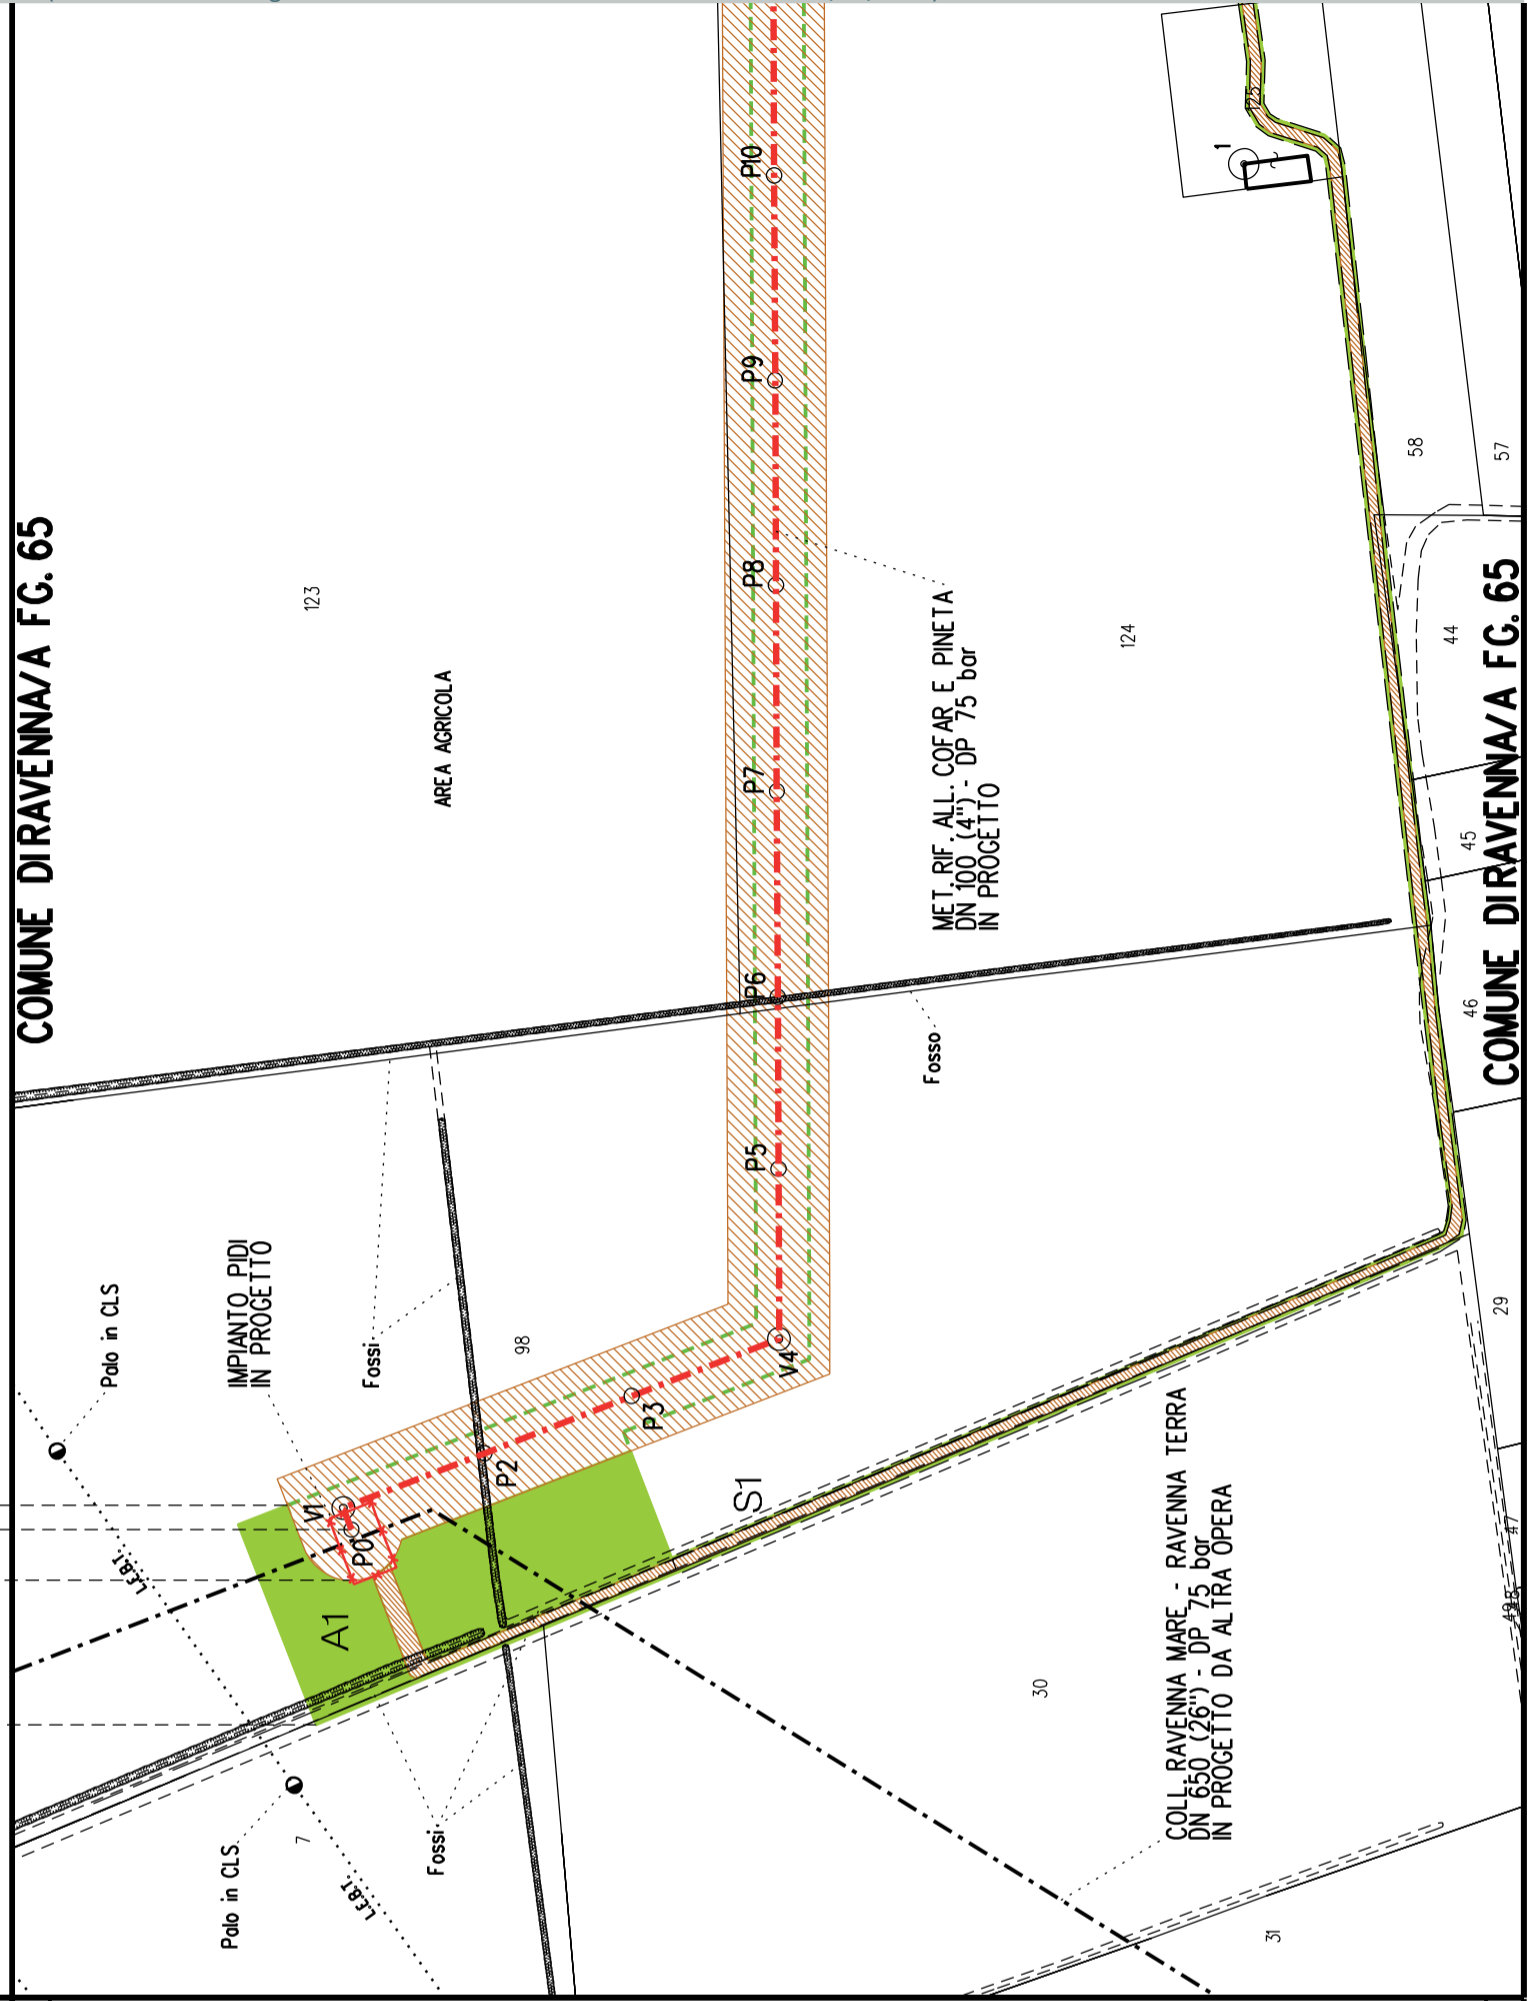 COMUNE DI RAVENNA/A FG. 65
123
AREA AGRICOLA
Palo in CLS
IMPIANTO PIDI
IN PROGETTO
Fossi
98
L.E.B.T.
V1
P0
P2
P3
V4
P5
P6
P7
P8
P9
P10
A1
S1
Palo in CLS
7
L.E.B.T.
Fossi
Fosso
MET. RIF. ALL. COFAR E PINETA
DN 100 (4") - DP 75 bar
IN PROGETTO
124
125
1
COLL. RAVENNA MARE - RAVENNA TERRA
DN 650 (26") - DP 75 bar
IN PROGETTO DA ALTRA OPERA
30
31
58
57
44
45
46
29
47
COMUNE DI RAVENNA/A FG. 65